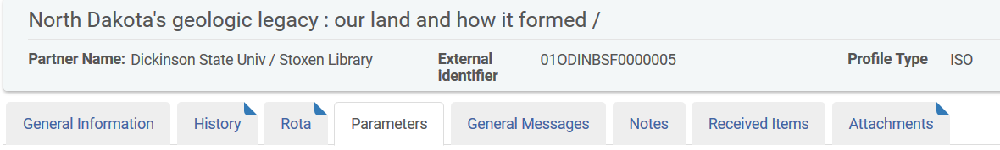 North Dakota's geologic legacy : our land and how it formed /
Partner Name: Dickinson State Univ / Stoxen Library External identifier 01ODINBSF0000005 Profile Type ISO
General Information History Rota Parameters General Messages Notes Received Items Attachments